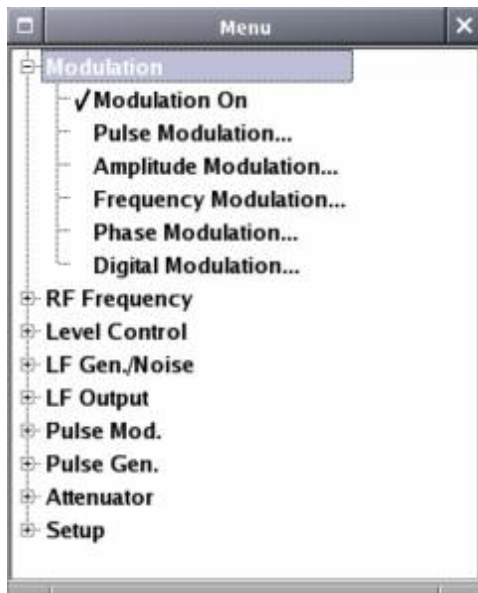 Menu
Modulation
Modulation On
Pulse Modulation...
Amplitude Modulation...
Frequency Modulation...
Phase Modulation...
Digital Modulation...
RF Frequency
Level Control
LF Gen./Noise
LF Output
Pulse Mod.
Pulse Gen.
Attenuator
Setup